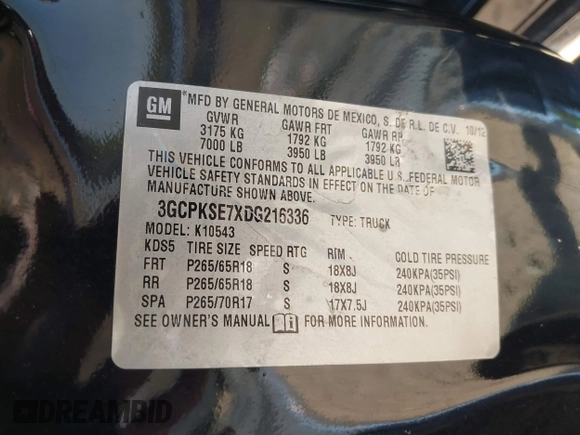 GM
*MFD BY GENERAL MOTORS DE MEXICO, S. DE R.L. DE C.V. 10/12
GVWR GAWR FRT GAWR RR
3175 KG 1792 KG 1792 KG
7000 LB 3950 LB 3950 LB
THIS VEHICLE CONFORMS TO ALL APPLICABLE U.S. FEDERAL MOTOR
VEHICLE SAFETY STANDARDS IN EFFECT ON THE DATE OF
MANUFACTURE SHOWN ABOVE.
3GCPKSE7XDG216336 TYPE: TRUCK
MODEL: K10543
KDS5 TIRE SIZE SPEED RTG RIM COLD TIRE PRESSURE
FRT P265/65R18 S 18X8J 240KPA(35PSI)
RR P265/65R18 S 18X8J 240KPA(35PSI)
SPA P265/70R17 S 17X7.5J 240KPA(35PSI)
SEE OWNER'S MANUAL FOR MORE INFORMATION.
DREAMBID